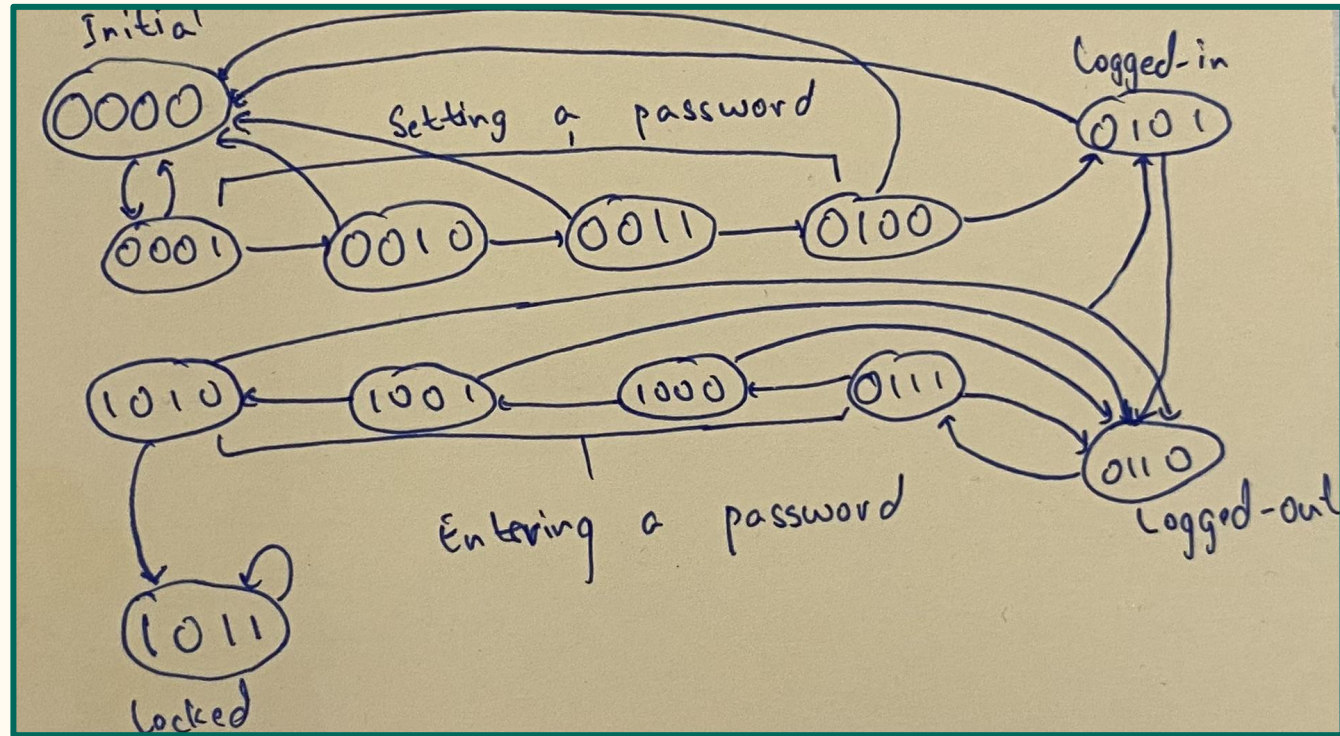 Initial
Logged-in
0000
0101
Setting a password
0001
0010
0011
0100
1010
1001
1000
0111
0110
Logged-out
Entering a password
1011
Locked